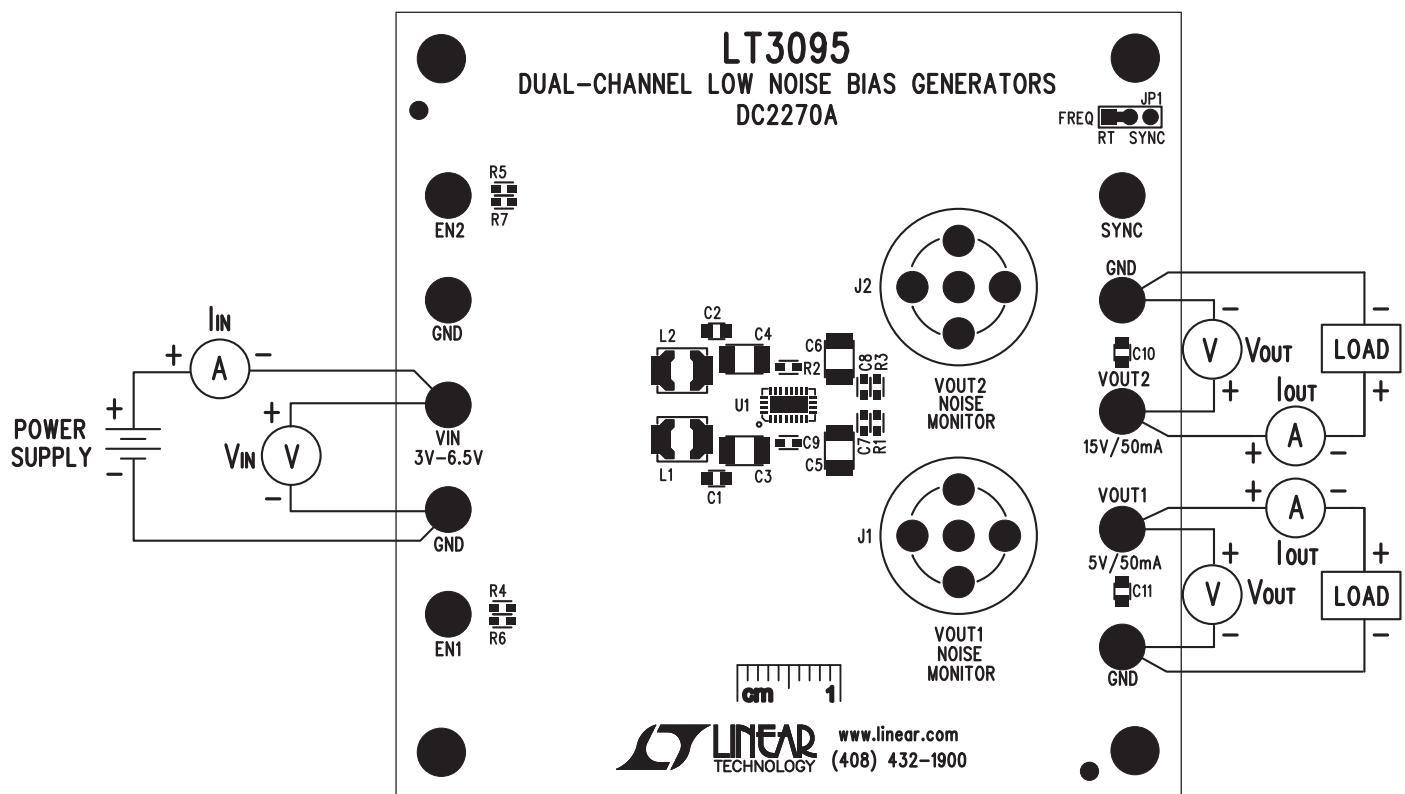 LT3095
DUAL-CHANNEL LOW NOISE BIAS GENERATORS
DC2270A
JP1
FREQ
RT SYNC
R5
R7
EN2
SYNC
GND
J2
GND
IIN
+ A -
POWER
SUPPLY
+
-
VIN
+
V
-
VIN
3V-6.5V
GND
C2
L2
C4
C6
R2
C8
R3
U1
L1
C1
C3
C9
C5
C7
R1
VOUT2
NOISE
MONITOR
C10
VOUT2
15V/50mA
-
V
VOUT
+
-
LOAD
+
IOUT
A
+ -
VOUT1
5V/50mA
+ A -
IOUT
+
V
VOUT
-
+
LOAD
-
C11
GND
J1
VOUT1
NOISE
MONITOR
R4
R6
EN1
cm 1
LINEAR
TECHNOLOGY
www.linear.com
(408) 432-1900